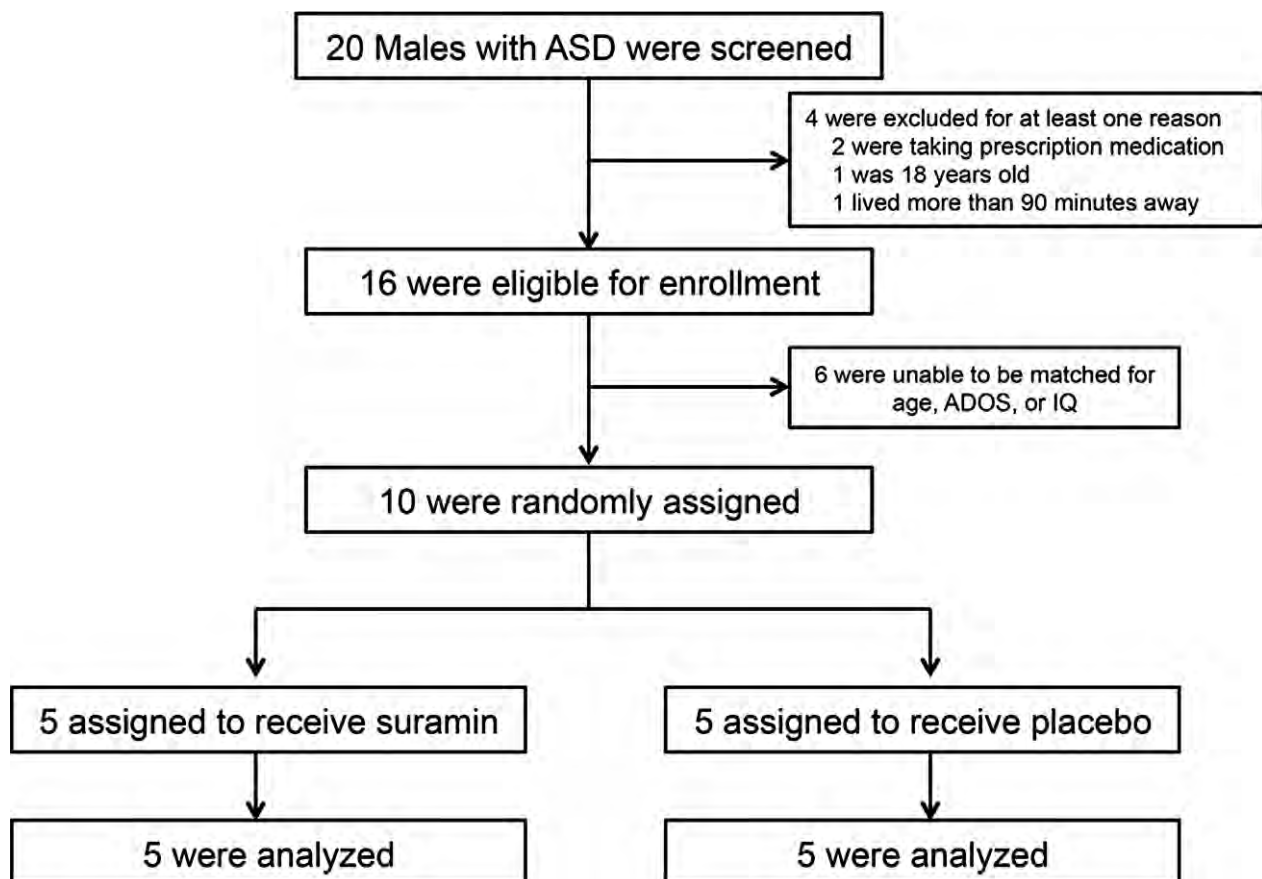 20 Males with ASD were screened
4 were excluded for at least one reason
2 were taking prescription medication
1 was 18 years old
1 lived more than 90 minutes away
16 were eligible for enrollment
6 were unable to be matched for
age, ADOS, or IQ
10 were randomly assigned
5 assigned to receive suramin
5 assigned to receive placebo
5 were analyzed
5 were analyzed